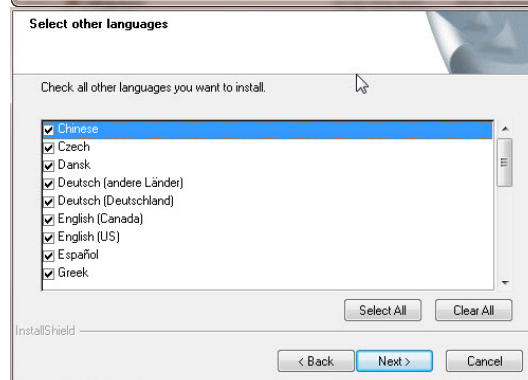 Select other languages
Check all other languages you want to install.
Chinese
Czech
Dansk
Deutsch (andere Länder)
Deutsch (Deutschland)
English (Canada)
English (US)
Español
Greek
Select All Clear All
InstallShield
< Back Next > Cancel